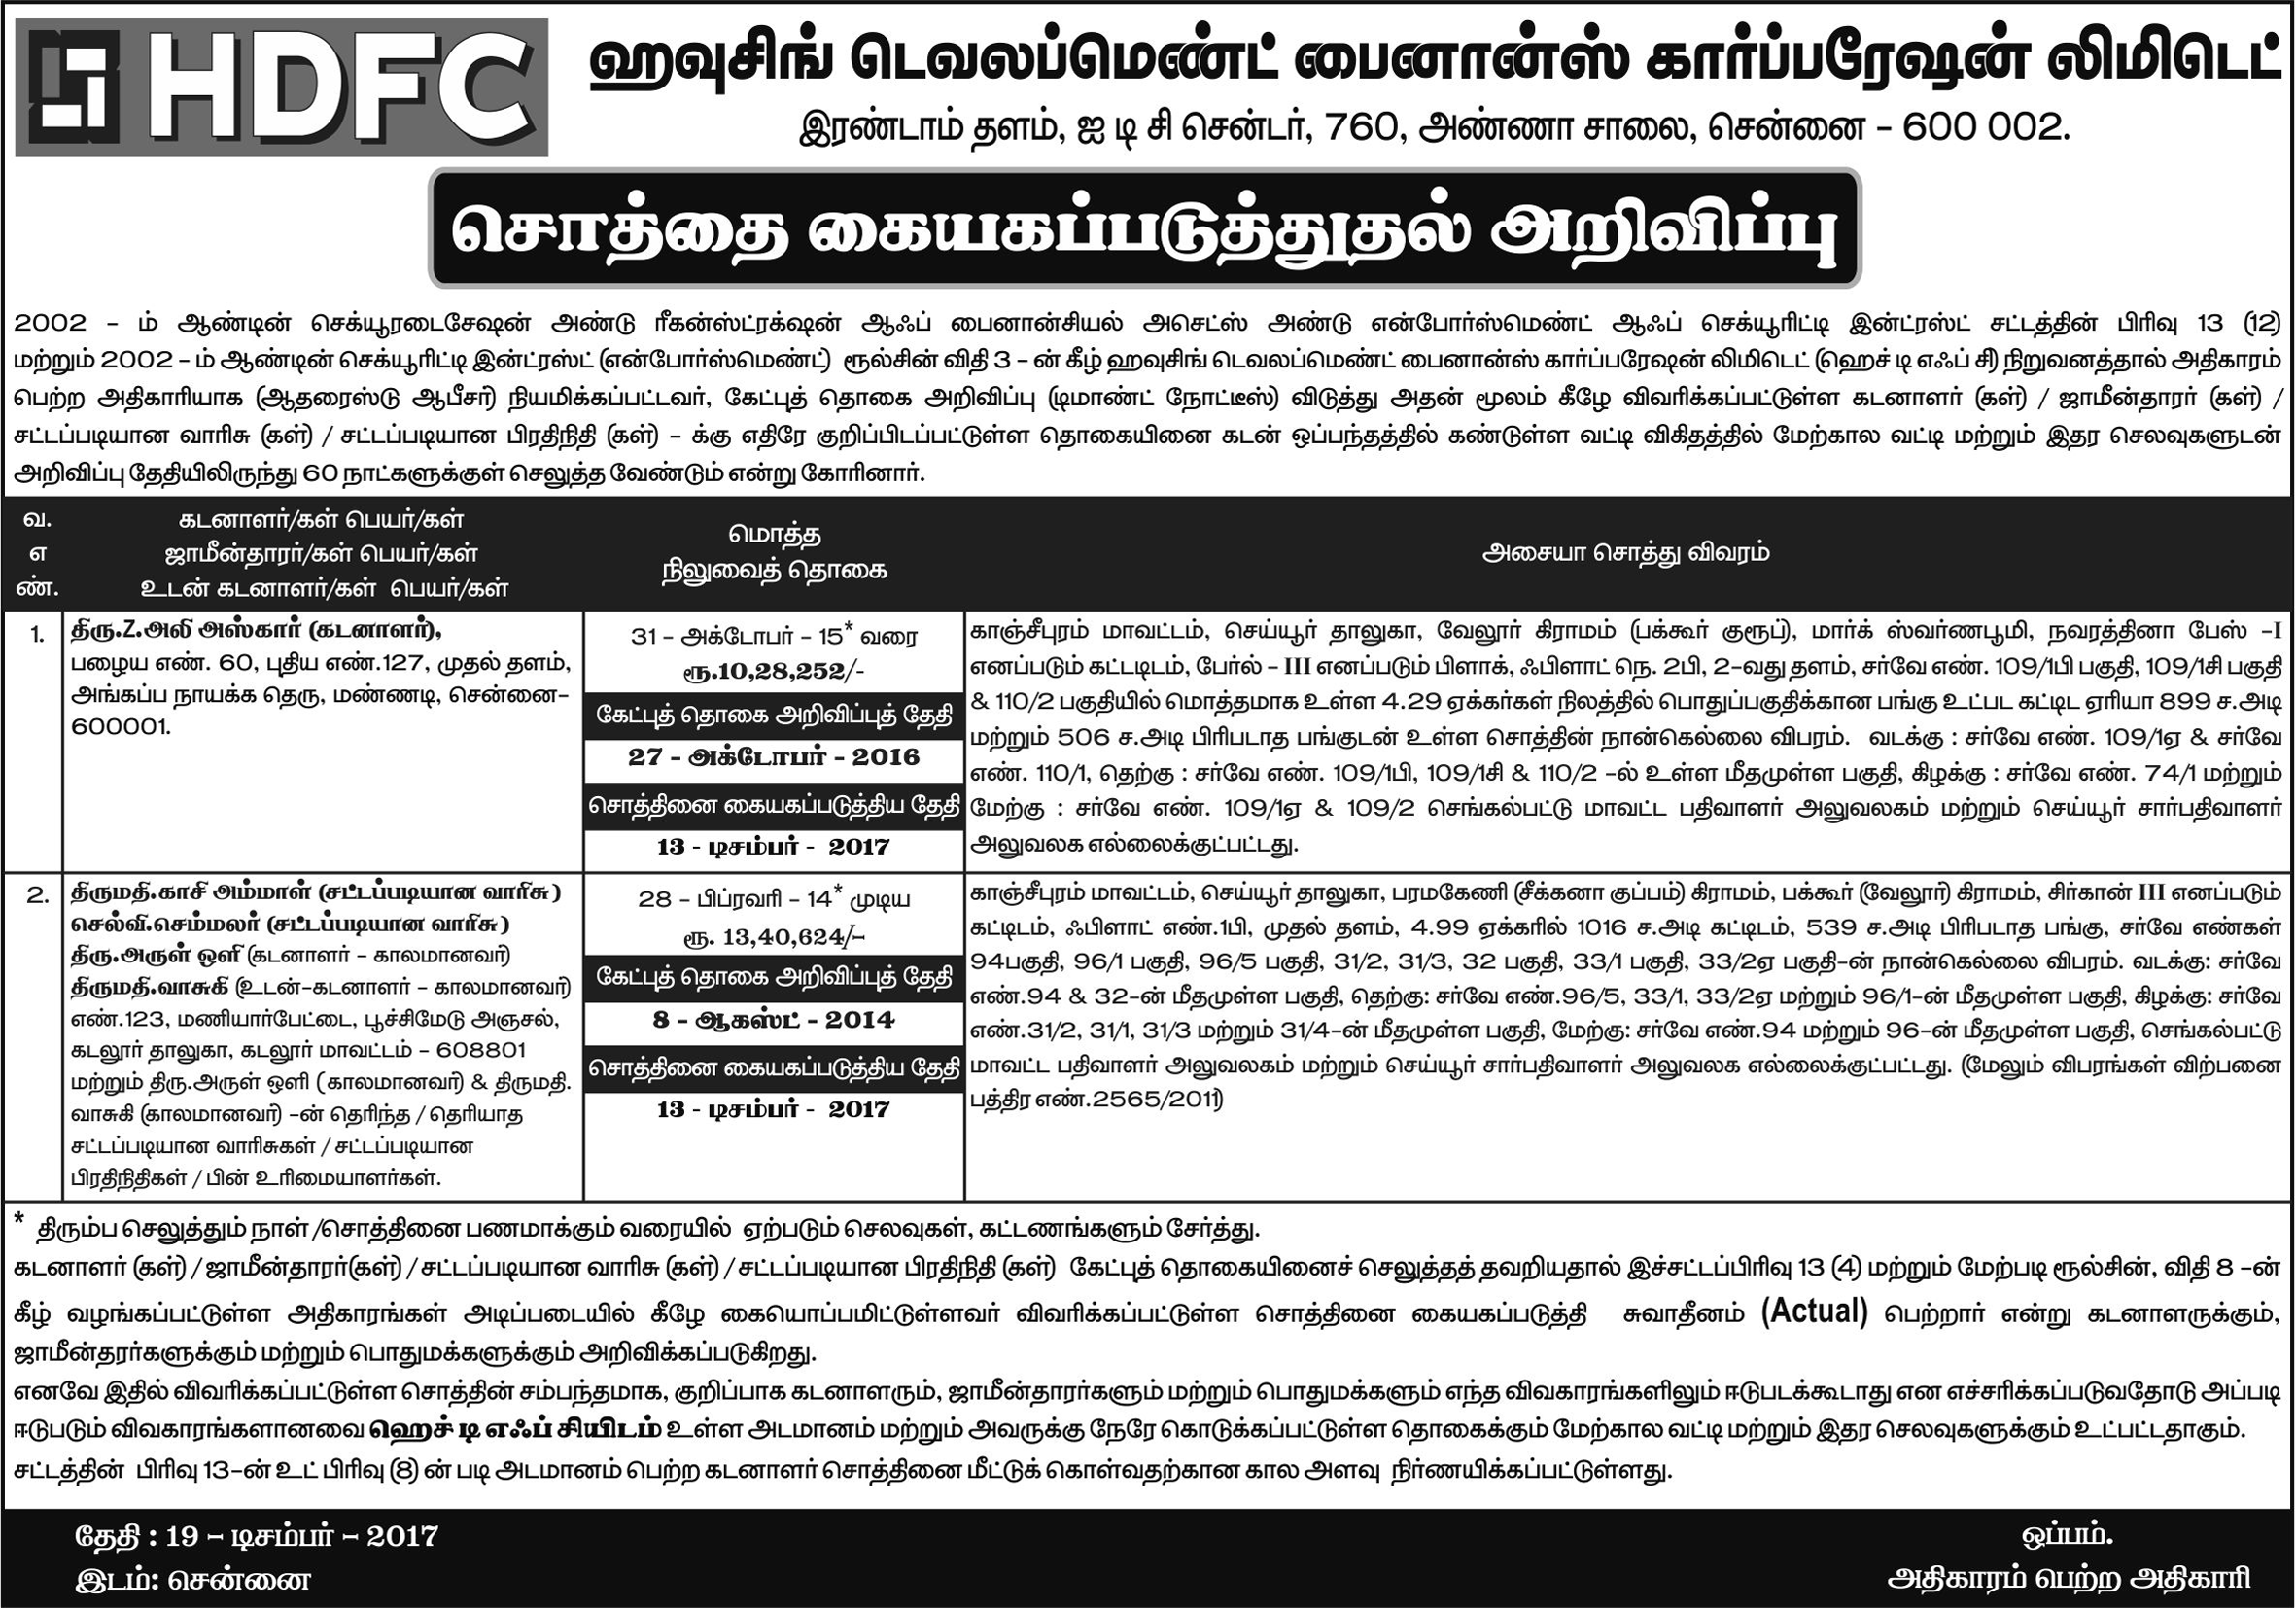 HDFC
ஹவுசிங் டெவலப்மெண்ட் பைனான்ஸ் கார்ப்பரேஷன் லிமிடெட்
இரண்டாம் தளம், ஐ டி சி சென்டர், 760, அண்ணா சாலை, சென்னை - 600 002.
சொத்தை கையகப்படுத்துதல் அறிவிப்பு
2002 - ம் ஆண்டின் செக்யூரடைசேஷன் அண்டு ரீகன்ஸ்ட்ரக்ஷன் ஆஃப் பைனான்சியல் அசெட்ஸ் அண்டு என்போர்ஸ்மெண்ட் ஆஃப் செக்யூரிட்டி இன்ட்ரஸ்ட் சட்டத்தின் பிரிவு 13 (12)
மற்றும் 2002 - ம் ஆண்டின் செக்யூரிட்டி இன்ட்ரஸ்ட் (என்போர்ஸ்மெண்ட்) ரூல்சின் விதி 3 - ன் கீழ் ஹவுசிங் டெவலப்மெண்ட் பைனான்ஸ் கார்ப்பரேஷன் லிமிடெட் (ஹெச் டி எஃப் சி) நிறுவனத்தால் அதிகாரம்
பெற்ற அதிகாரியாக (ஆதரைஸ்டு ஆபீசர்) நியமிக்கப்பட்டவர், கேட்புத் தொகை அறிவிப்பு (டிமாண்ட் நோட்டீஸ்) விடுத்து அதன் மூலம் கீழே விவரிக்கப்பட்டுள்ள கடனாளர் (கள்) / ஜாமீன்தாரர் (கள்) /
சட்டப்படியான வாரிசு (கள்) / சட்டப்படியான பிரதிநிதி (கள்) - க்கு எதிரே குறிப்பிடப்பட்டுள்ள தொகையினை கடன் ஒப்பந்தத்தில் கண்டுள்ள வட்டி விகிதத்தில் மேற்கால வட்டி மற்றும் இதர செலவுகளுடன்
அறிவிப்பு தேதியிலிருந்து 60 நாட்களுக்குள் செலுத்த வேண்டும் என்று கோரினார்.
வ.
எ
ண்.
கடனாளர்/கள் பெயர்/கள்
ஜாமீன்தாரர்/கள் பெயர்/கள்
உடன் கடனாளர்/கள் பெயர்/கள்
மொத்த
நிலுவைத் தொகை
அசையா சொத்து விவரம்
1.
திரு.Z.அலி அஸ்கார் (கடனாளர்),
பழைய எண். 60, புதிய எண்.127, முதல் தளம்,
அங்கப்ப நாயக்க தெரு, மண்ணடி, சென்னை-
600001.
31 - அக்டோபர் - 15* வரை
ரூ.10,28,252/-
கேட்புத் தொகை அறிவிப்புத் தேதி
27 - அக்டோபர் - 2016
சொத்தினை கையகப்படுத்திய தேதி
13 - டிசம்பர் - 2017
காஞ்சீபுரம் மாவட்டம், செய்யூர் தாலுகா, வேலூர் கிராமம் (பக்கூர் குரூப்), மார்க் ஸ்வர்ணபூமி, நவரத்தினா பேஸ் -I
எனப்படும் கட்டடிடம், பேர்ல் - III எனப்படும் பிளாக், ஃபிளாட் நெ. 2பி, 2-வது தளம், சர்வே எண். 109/1பி பகுதி, 109/1சி பகுதி
& 110/2 பகுதியில் மொத்தமாக உள்ள 4.29 ஏக்கர்கள் நிலத்தில் பொதுப்பகுதிக்கான பங்கு உட்பட கட்டிட ஏரியா 899 ச.அடி
மற்றும் 506 ச.அடி பிரிபடாத பங்குடன் உள்ள சொத்தின் நான்கெல்லை விபரம். வடக்கு : சர்வே எண். 109/1ஏ & சர்வே
எண். 110/1, தெற்கு : சர்வே எண். 109/1பி, 109/1சி & 110/2 -ல் உள்ள மீதமுள்ள பகுதி, கிழக்கு : சர்வே எண். 74/1 மற்றும்
மேற்கு : சர்வே எண். 109/1ஏ & 109/2 செங்கல்பட்டு மாவட்ட பதிவாளர் அலுவலகம் மற்றும் செய்யூர் சார்பதிவாளர்
அலுவலக எல்லைக்குட்பட்டது.
2.
திருமதி.காசி அம்மாள் (சட்டப்படியான வாரிசு)
செல்வி.செம்மலர் (சட்டப்படியான வாரிசு)
திரு.அருள் ஒளி (கடனாளர் - காலமானவர்)
திருமதி.வாசுகி (உடன்-கடனாளர் - காலமானவர்)
எண்.123, மணியார்பேட்டை, பூச்சிமேடு அஞ்சல்,
கடலூர் தாலுகா, கடலூர் மாவட்டம் - 608801
மற்றும் திரு.அருள் ஒளி (காலமானவர்) & திருமதி.
வாசுகி (காலமானவர்) -ன் தெரிந்த / தெரியாத
சட்டப்படியான வாரிசுகள் / சட்டப்படியான
பிரதிநிதிகள் / பின் உரிமையாளர்கள்.
28 - பிப்ரவரி - 14* முடிய
ரூ. 13,40,624/-
கேட்புத் தொகை அறிவிப்புத் தேதி
8 - ஆகஸ்ட் - 2014
சொத்தினை கையகப்படுத்திய தேதி
13 - டிசம்பர் - 2017
காஞ்சீபுரம் மாவட்டம், செய்யூர் தாலுகா, பரமகேணி (சீக்கனா குப்பம்) கிராமம், பக்கூர் (வேலூர்) கிராமம், சிர்கான் III எனப்படும்
கட்டிடம், ஃபிளாட் எண்.1பி, முதல் தளம், 4.99 ஏக்கரில் 1016 ச.அடி கட்டிடம், 539 ச.அடி பிரிபடாத பங்கு, சர்வே எண்கள்
94பகுதி, 96/1 பகுதி, 96/5 பகுதி, 31/2, 31/3, 32 பகுதி, 33/1 பகுதி, 33/2ஏ பகுதி-ன் நான்கெல்லை விபரம். வடக்கு: சர்வே
எண்.94 & 32-ன் மீதமுள்ள பகுதி, தெற்கு: சர்வே எண்.96/5, 33/1, 33/2ஏ மற்றும் 96/1-ன் மீதமுள்ள பகுதி, கிழக்கு: சர்வே
எண்.31/2, 31/1, 31/3 மற்றும் 31/4-ன் மீதமுள்ள பகுதி, மேற்கு: சர்வே எண்.94 மற்றும் 96-ன் மீதமுள்ள பகுதி, செங்கல்பட்டு
மாவட்ட பதிவாளர் அலுவலகம் மற்றும் செய்யூர் சார்பதிவாளர் அலுவலக எல்லைக்குட்பட்டது. (மேலும் விபரங்கள் விற்பனை
பத்திர எண்.2565/2011)
* திரும்ப செலுத்தும் நாள் /சொத்தினை பணமாக்கும் வரையில் ஏற்படும் செலவுகள், கட்டணங்களும் சேர்த்து.
கடனாளர் (கள்) / ஜாமீன்தாரர்(கள்) / சட்டப்படியான வாரிசு (கள்) / சட்டப்படியான பிரதிநிதி (கள்) கேட்புத் தொகையினைச் செலுத்தத் தவறியதால் இச்சட்டப்பிரிவு 13 (4) மற்றும் மேற்படி ரூல்சின், விதி 8 -ன்
கீழ் வழங்கப்பட்டுள்ள அதிகாரங்கள் அடிப்படையில் கீழே கையொப்பமிட்டுள்ளவர் விவரிக்கப்பட்டுள்ள சொத்தினை கையகப்படுத்தி சுவாதீனம் (Actual) பெற்றார் என்று கடனாளருக்கும்,
ஜாமீன்தரர்களுக்கும் மற்றும் பொதுமக்களுக்கும் அறிவிக்கப்படுகிறது.
எனவே இதில் விவரிக்கப்பட்டுள்ள சொத்தின் சம்பந்தமாக, குறிப்பாக கடனாளரும், ஜாமீன்தாரர்களும் மற்றும் பொதுமக்களும் எந்த விவகாரங்களிலும் ஈடுபடக்கூடாது என எச்சரிக்கப்படுவதோடு அப்படி
ஈடுபடும் விவகாரங்களானவை ஹெச் டி எஃப் சியிடம் உள்ள அடமானம் மற்றும் அவருக்கு நேரே கொடுக்கப்பட்டுள்ள தொகைக்கும் மேற்கால வட்டி மற்றும் இதர செலவுகளுக்கும் உட்பட்டதாகும்.
சட்டத்தின் பிரிவு 13-ன் உட் பிரிவு (8) ன் படி அடமானம் பெற்ற கடனாளர் சொத்தினை மீட்டுக் கொள்வதற்கான கால அளவு நிர்ணயிக்கப்பட்டுள்ளது.
தேதி : 19 - டிசம்பர் - 2017
இடம்: சென்னை
ஒப்பம்.
அதிகாரம் பெற்ற அதிகாரி